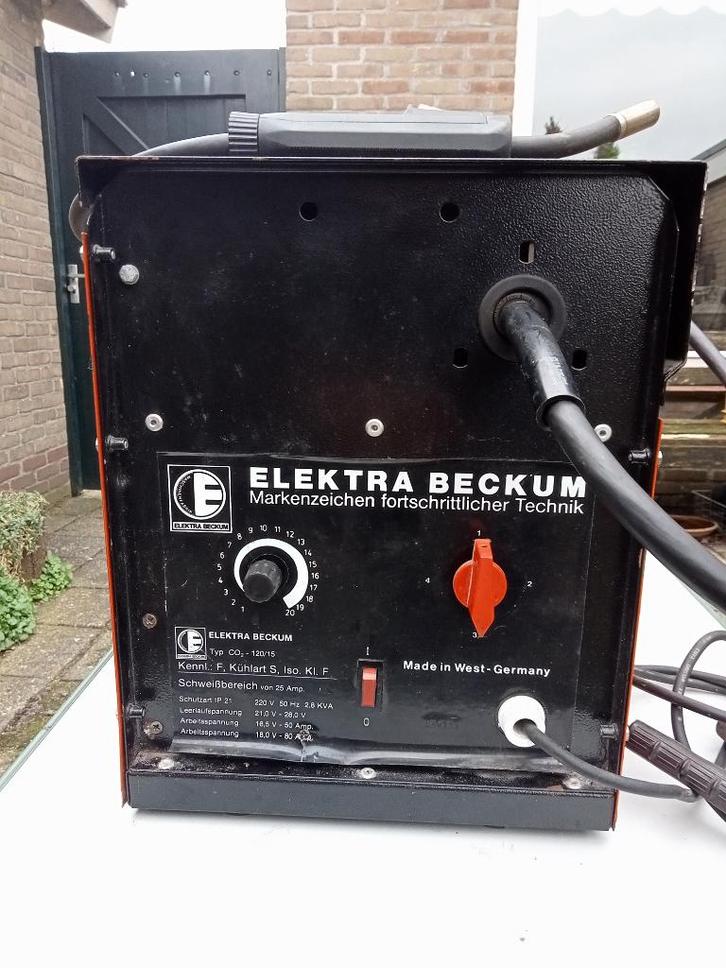 ELEKTRA BECKUM
Markenzeichen fortschrittlicher Technik
E
ELEKTRA BECKUM
1 2 3 4 5 6 7 8 9 10 11 12 13 14 15 16 17 18 19 20
1
2
3
4
ELEKTRA BECKUM
Typ CO₂ - 120/15
Kennl.: F, Kühlart S, Iso. Kl. F
Schweißbereich von 25 Amp.
Schutzart IP 21 220 V 50 Hz 2,6 KVA
Leerlaufspannung 21,0 V - 28,0 V
Arbeitsspannung 16,5 V - 50 Amp.
Arbeitsspannung 18,0 V - 80 Amp.
I
0
Made in West-Germany